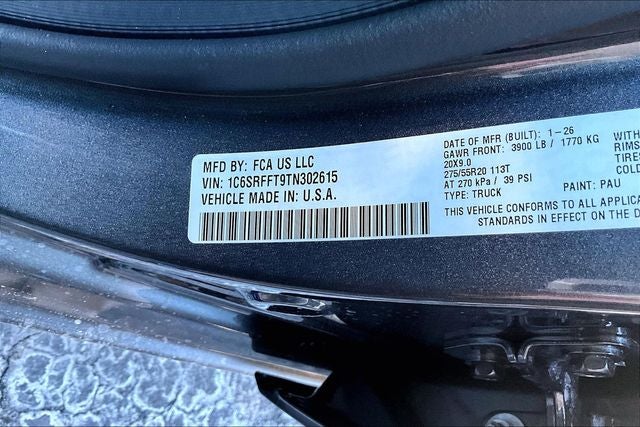 MFD BY: FCA US LLC
VIN: 1C6SRFFT9TN302615
VEHICLE MADE IN: U.S.A.
DATE OF MFR (BUILT): 1-26
GAWR FRONT: 3900 LB / 1770 KG
20X9.0
275/55R20 113T
AT 270 kPa / 39 PSI
TYPE: TRUCK
PAINT: PAU
THIS VEHICLE CONFORMS TO ALL APPLICA
STANDARDS IN EFFECT ON THE D
WITH
RIMS
TIRE
COLD